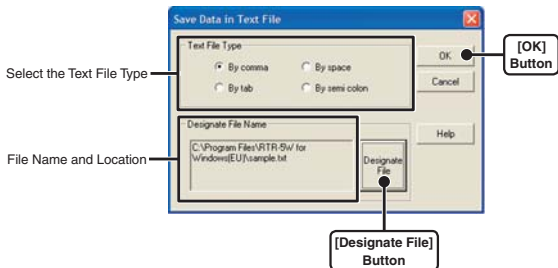 Save Data in Text File
Text File Type
By comma
By space
By tab
By semi colon
OK
Cancel
Help
[OK]
Button
Select the Text File Type
Designate File Name
C:\Program Files\RTR-5W for
Windows(EU)\sample.txt
Designate
File
File Name and Location
[Designate File]
Button